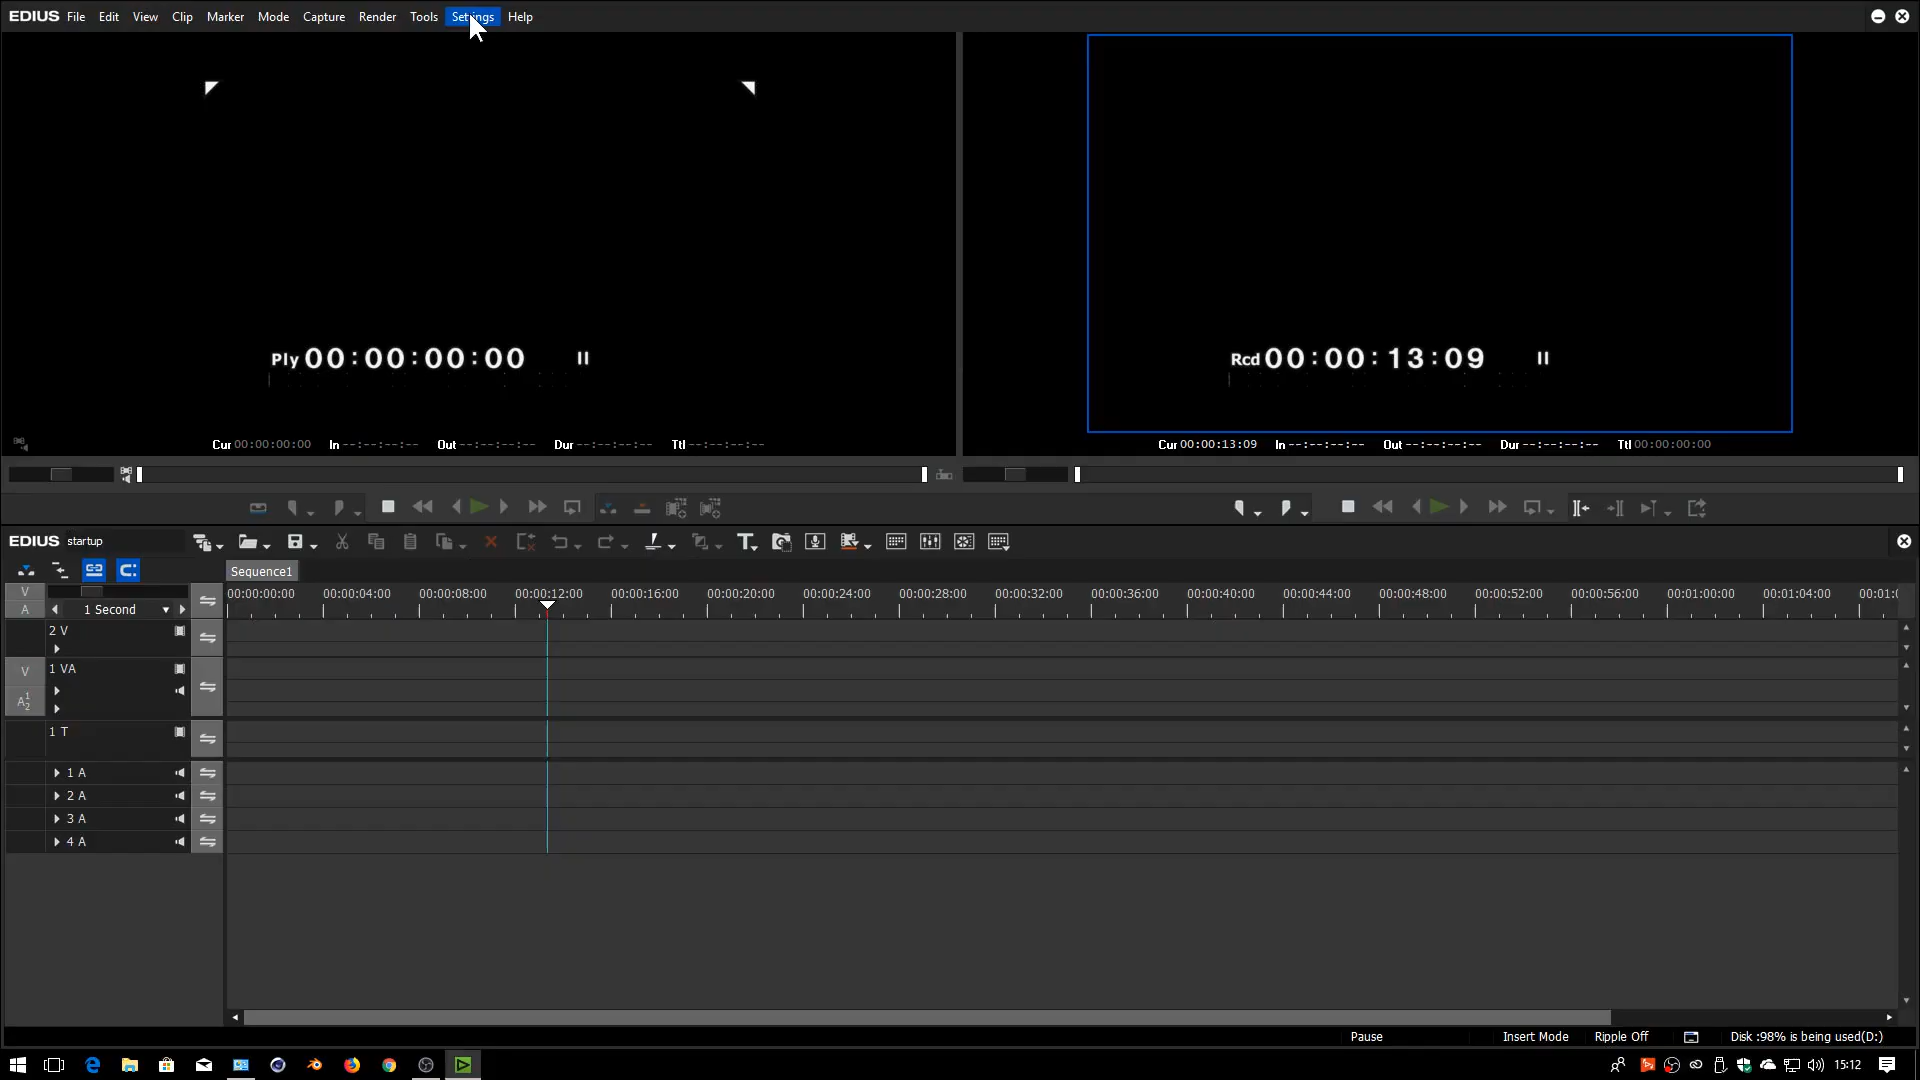 EDIUS File Edit View Clip Marker Mode Capture Render Tools Settings Help
Ply 00:00:00:00
Rcd 00:00:13:09
Cur 00:00:00:00 In --:--:--:-- Out --:--:--:-- Dur --:--:--:-- Ttl --:--:--:--
Cur 00:00:13:09 In --:--:--:-- Out --:--:--:-- Dur --:--:--:-- Ttl 00:00:00:00
EDIUS startup
Sequence1
V
A
1 Second
00:00:00:00 00:00:04:00 00:00:08:00 00:00:12:00 00:00:16:00 00:00:20:00 00:00:24:00 00:00:28:00 00:00:32:00 00:00:36:00 00:00:40:00 00:00:44:00 00:00:48:00 00:00:52:00 00:00:56:00 00:01:00:00 00:01:04:00 00:01:0
2 V
V 1 VA
A12
1 T
1 A
2 A
3 A
4 A
Pause Insert Mode Ripple Off Disk :98% is being used(D:)
15:12